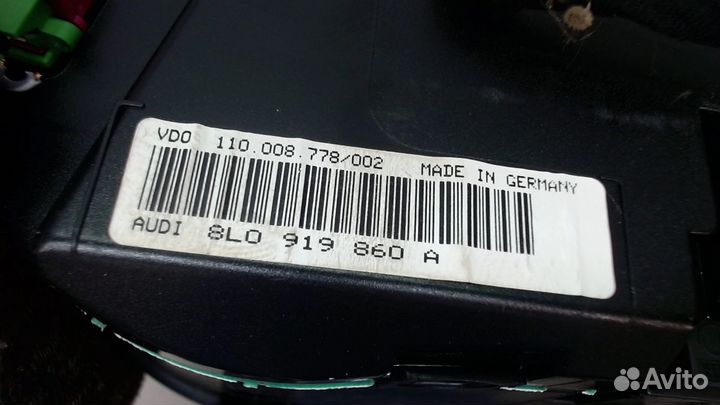 VDO 110.008.778/002 MADE IN GERMANY
AUDI 8L0 919 860 A
Avito